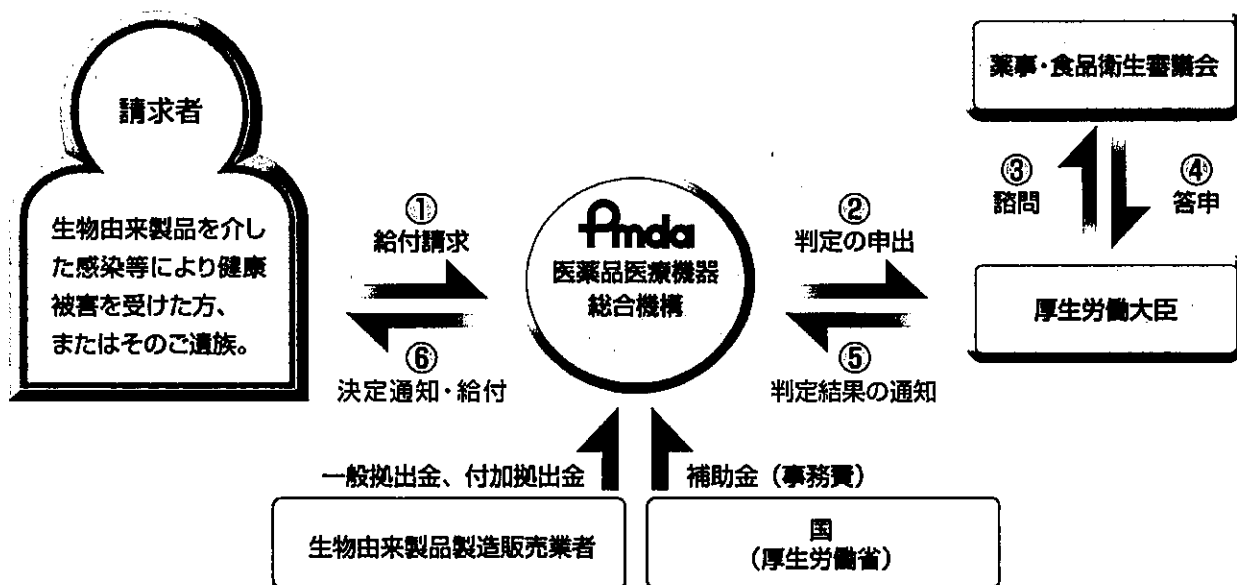 請求者
生物由来製品を介し
た感染等により健康
被害を受けた方、
またはそのご遺族。
①
給付請求
⑥
決定通知・給付
Pmda
医薬品医療機器
総合機構
②
判定の申出
⑤
判定結果の通知
薬事・食品衛生審議会
③
諮問
④
答申
厚生労働大臣
一般拠出金、付加拠出金
補助金（事務費）
生物由来製品製造販売業者
国
（厚生労働省）